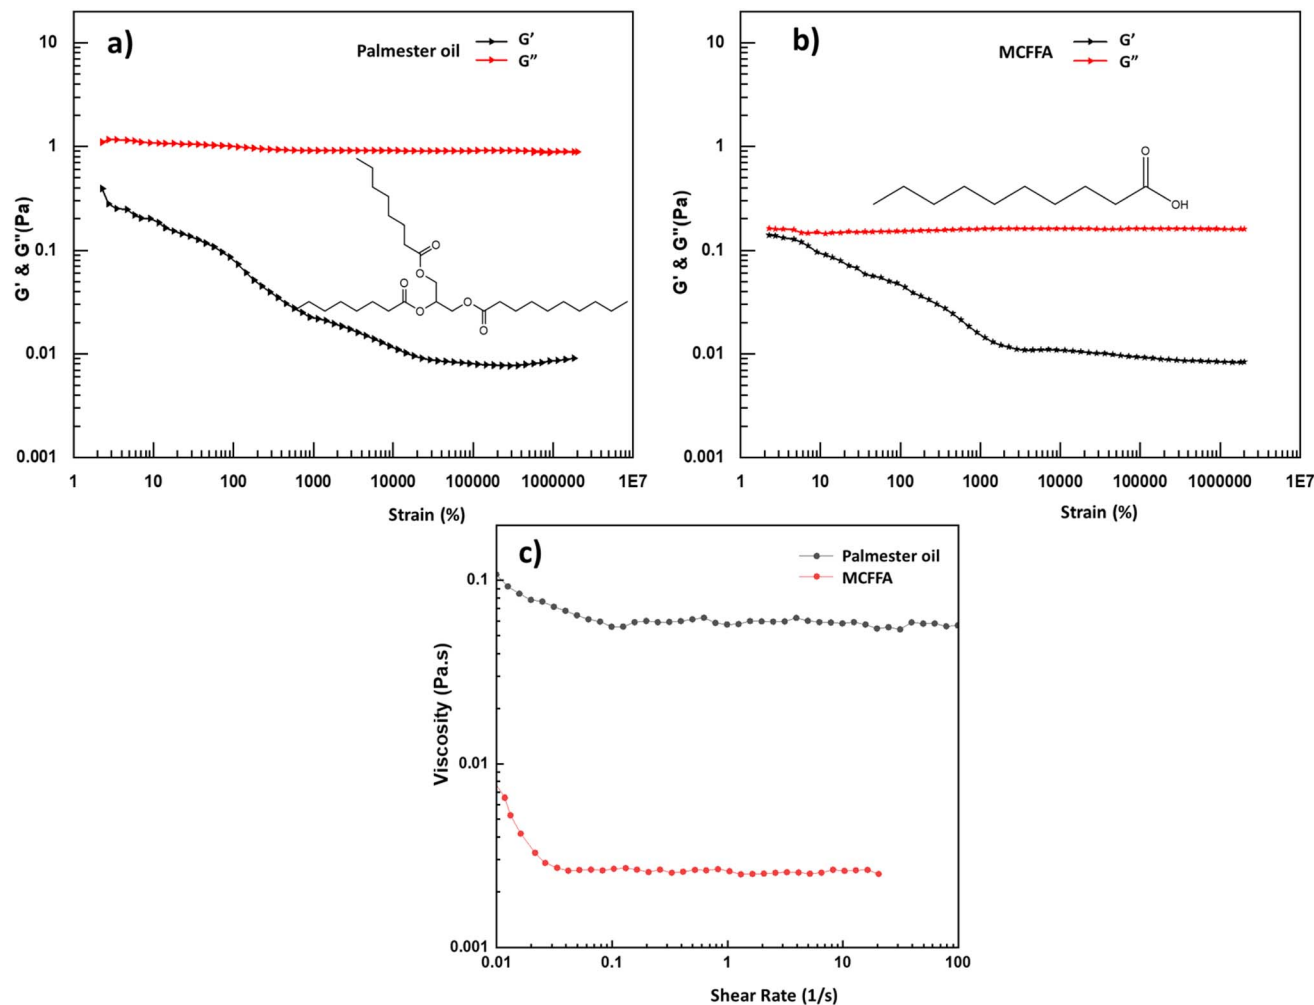 a)
Palmester oil
G'
G"
10
1
0.1
0.01
0.001
G' & G"(Pa)
O
O
O
O
O
O
1 10 100 1000 10000 100000 1000000 1E7
Strain (%)
b)
MCFFA
G'
G"
10
1
0.1
0.01
0.001
G' & G"(Pa)
O
OH
1 10 100 1000 10000 100000 1000000 1E7
Strain (%)
c)
Palmester oil
MCFFA
0.1
0.01
0.001
Viscosity (Pa.s)
0.01 0.1 1 10 100
Shear Rate (1/s)